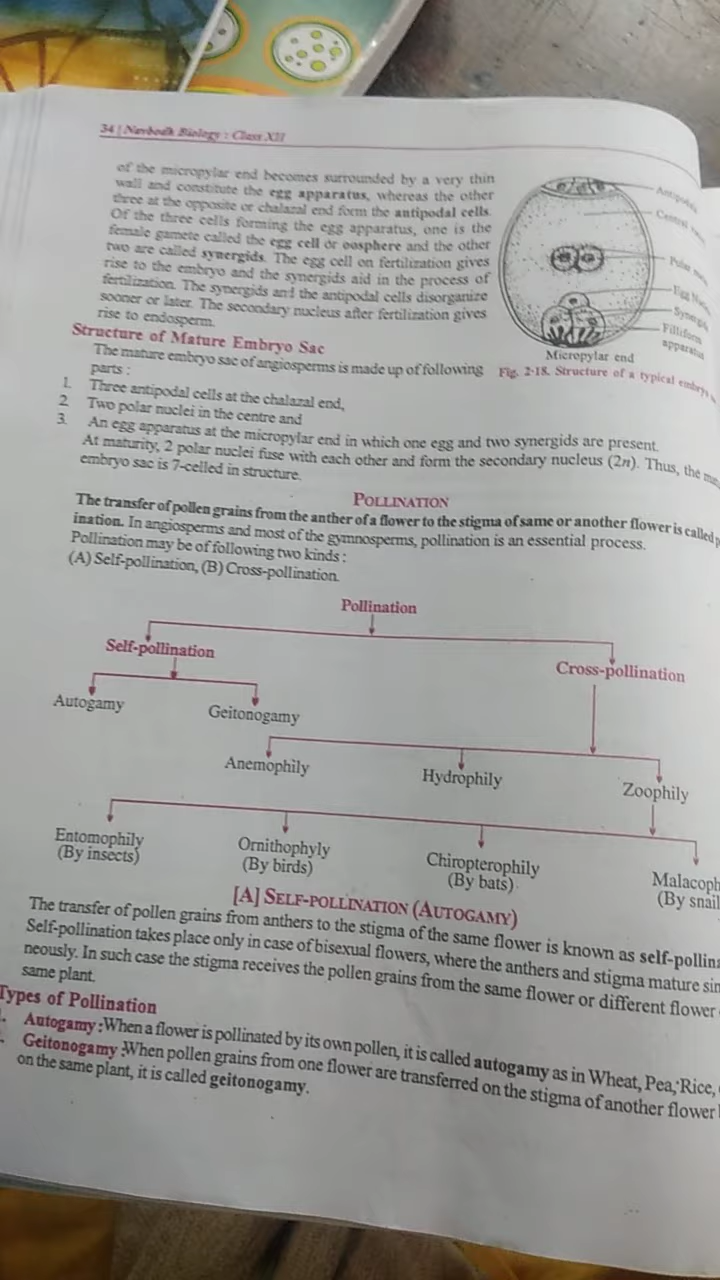 34 | Navbodh Biology : Class XII
of the micropylar end becomes surrounded by a very thin
wall and constitute the egg apparatus, whereas the other
three at the opposite or chalazal end form the antipodal cells.
Of the three cells forming the egg apparatus, one is the
female gamete called the egg cell or oosphere and the other
two are called synergids. The egg cell on fertilization gives
rise to the embryo and the synergids aid in the process of
fertilization. The synergids and the antipodal cells disorganize
sooner or later. The secondary nucleus after fertilization gives
rise to endosperm.
Antipodals
Central
Polar
Egg
Synergids
Filliform
apparatus
Micropylar end
Fig. 2·18. Structure of a typical embryo
Structure of Mature Embryo Sac
The mature embryo sac of angiosperms is made up of following
parts :
1. Three antipodal cells at the chalazal end,
2. Two polar nuclei in the centre and
3. An egg apparatus at the micropylar end in which one egg and two synergids are present.
At maturity, 2 polar nuclei fuse with each other and form the secondary nucleus (2n). Thus, the
embryo sac is 7-celled in structure.
POLLINATION
The transfer of pollen grains from the anther of a flower to the stigma of same or another flower is called
ination. In angiosperms and most of the gymnosperms, pollination is an essential process.
Pollination may be of following two kinds :
(A) Self-pollination, (B) Cross-pollination.
Pollination
Self-pollination
Cross-pollination
Autogamy
Geitonogamy
Anemophily
Hydrophily
Zoophily
Entomophily
(By insects)
Ornithophyly
(By birds)
Chiropterophily
(By bats)
Malacoph
(By snail
[A] SELF-POLLINATION (AUTOGAMY)
The transfer of pollen grains from anthers to the stigma of the same flower is known as self-pollina
Self-pollination takes place only in case of bisexual flowers, where the anthers and stigma mature sim
neously. In such case the stigma receives the pollen grains from the same flower or different flower
same plant.
Types of Pollination
Autogamy : When a flower is pollinated by its own pollen, it is called autogamy as in Wheat, Pea, Rice,
Geitonogamy : When pollen grains from one flower are transferred on the stigma of another flower
on the same plant, it is called geitonogamy.